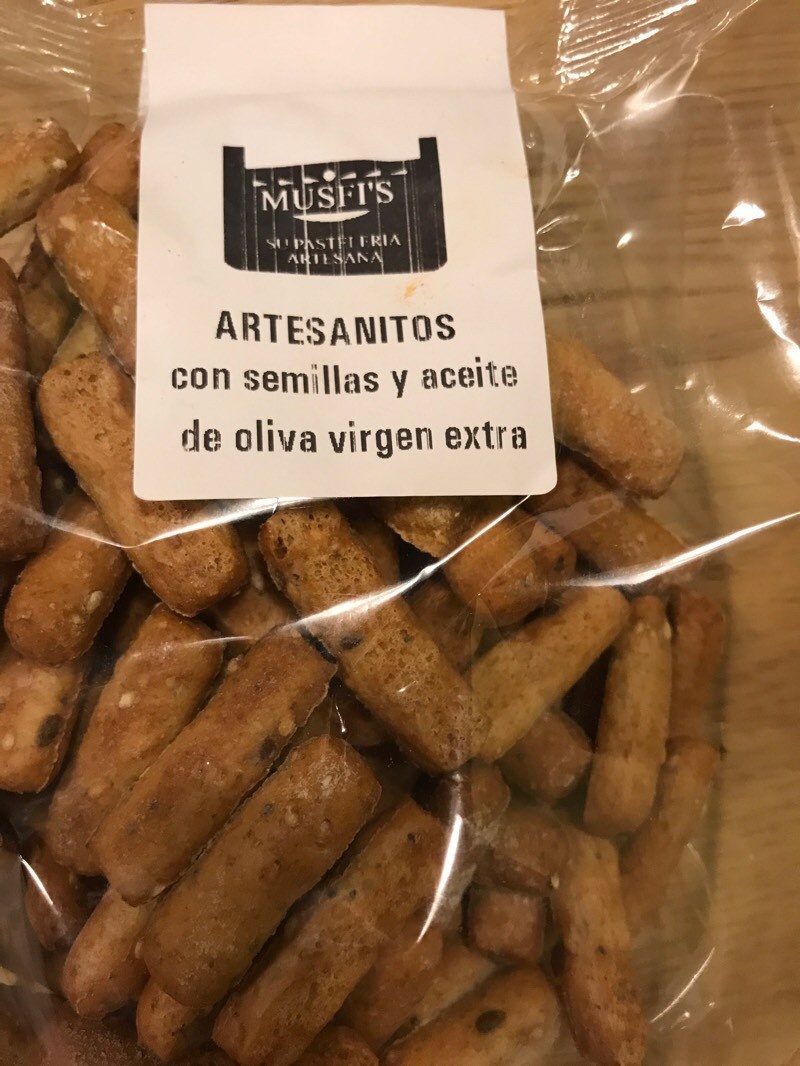 MUSFI'S
SU PASTELERIA
ARTESANA
ARTESANITOS
con semillas y aceite
de oliva virgen extra